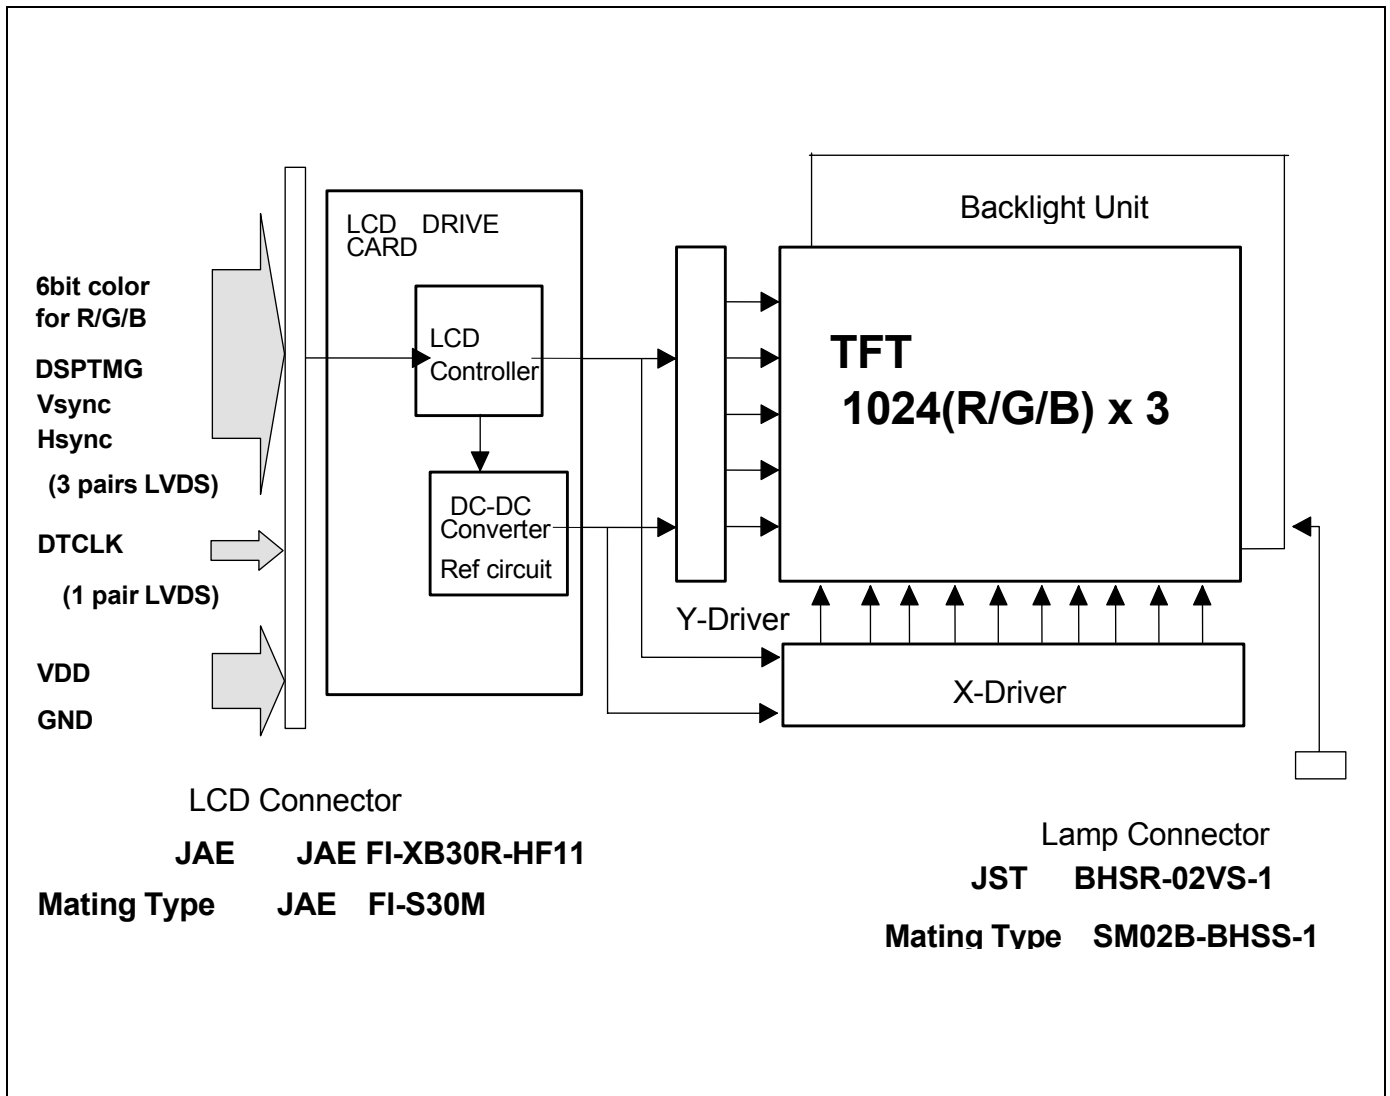 Backlight Unit
LCD DRIVE
CARD
6bit color
for R/G/B
DSPTMG
Vsync
Hsync
(3 pairs LVDS)
LCD
Controller
TFT
1024(R/G/B) x 3
DC-DC
Converter
Ref circuit
DTCLK
(1 pair LVDS)
Y-Driver
VDD
GND
X-Driver
LCD Connector
JAE JAE FI-XB30R-HF11
Mating Type JAE FI-S30M
Lamp Connector
JST BHSR-02VS-1
Mating Type SM02B-BHSS-1